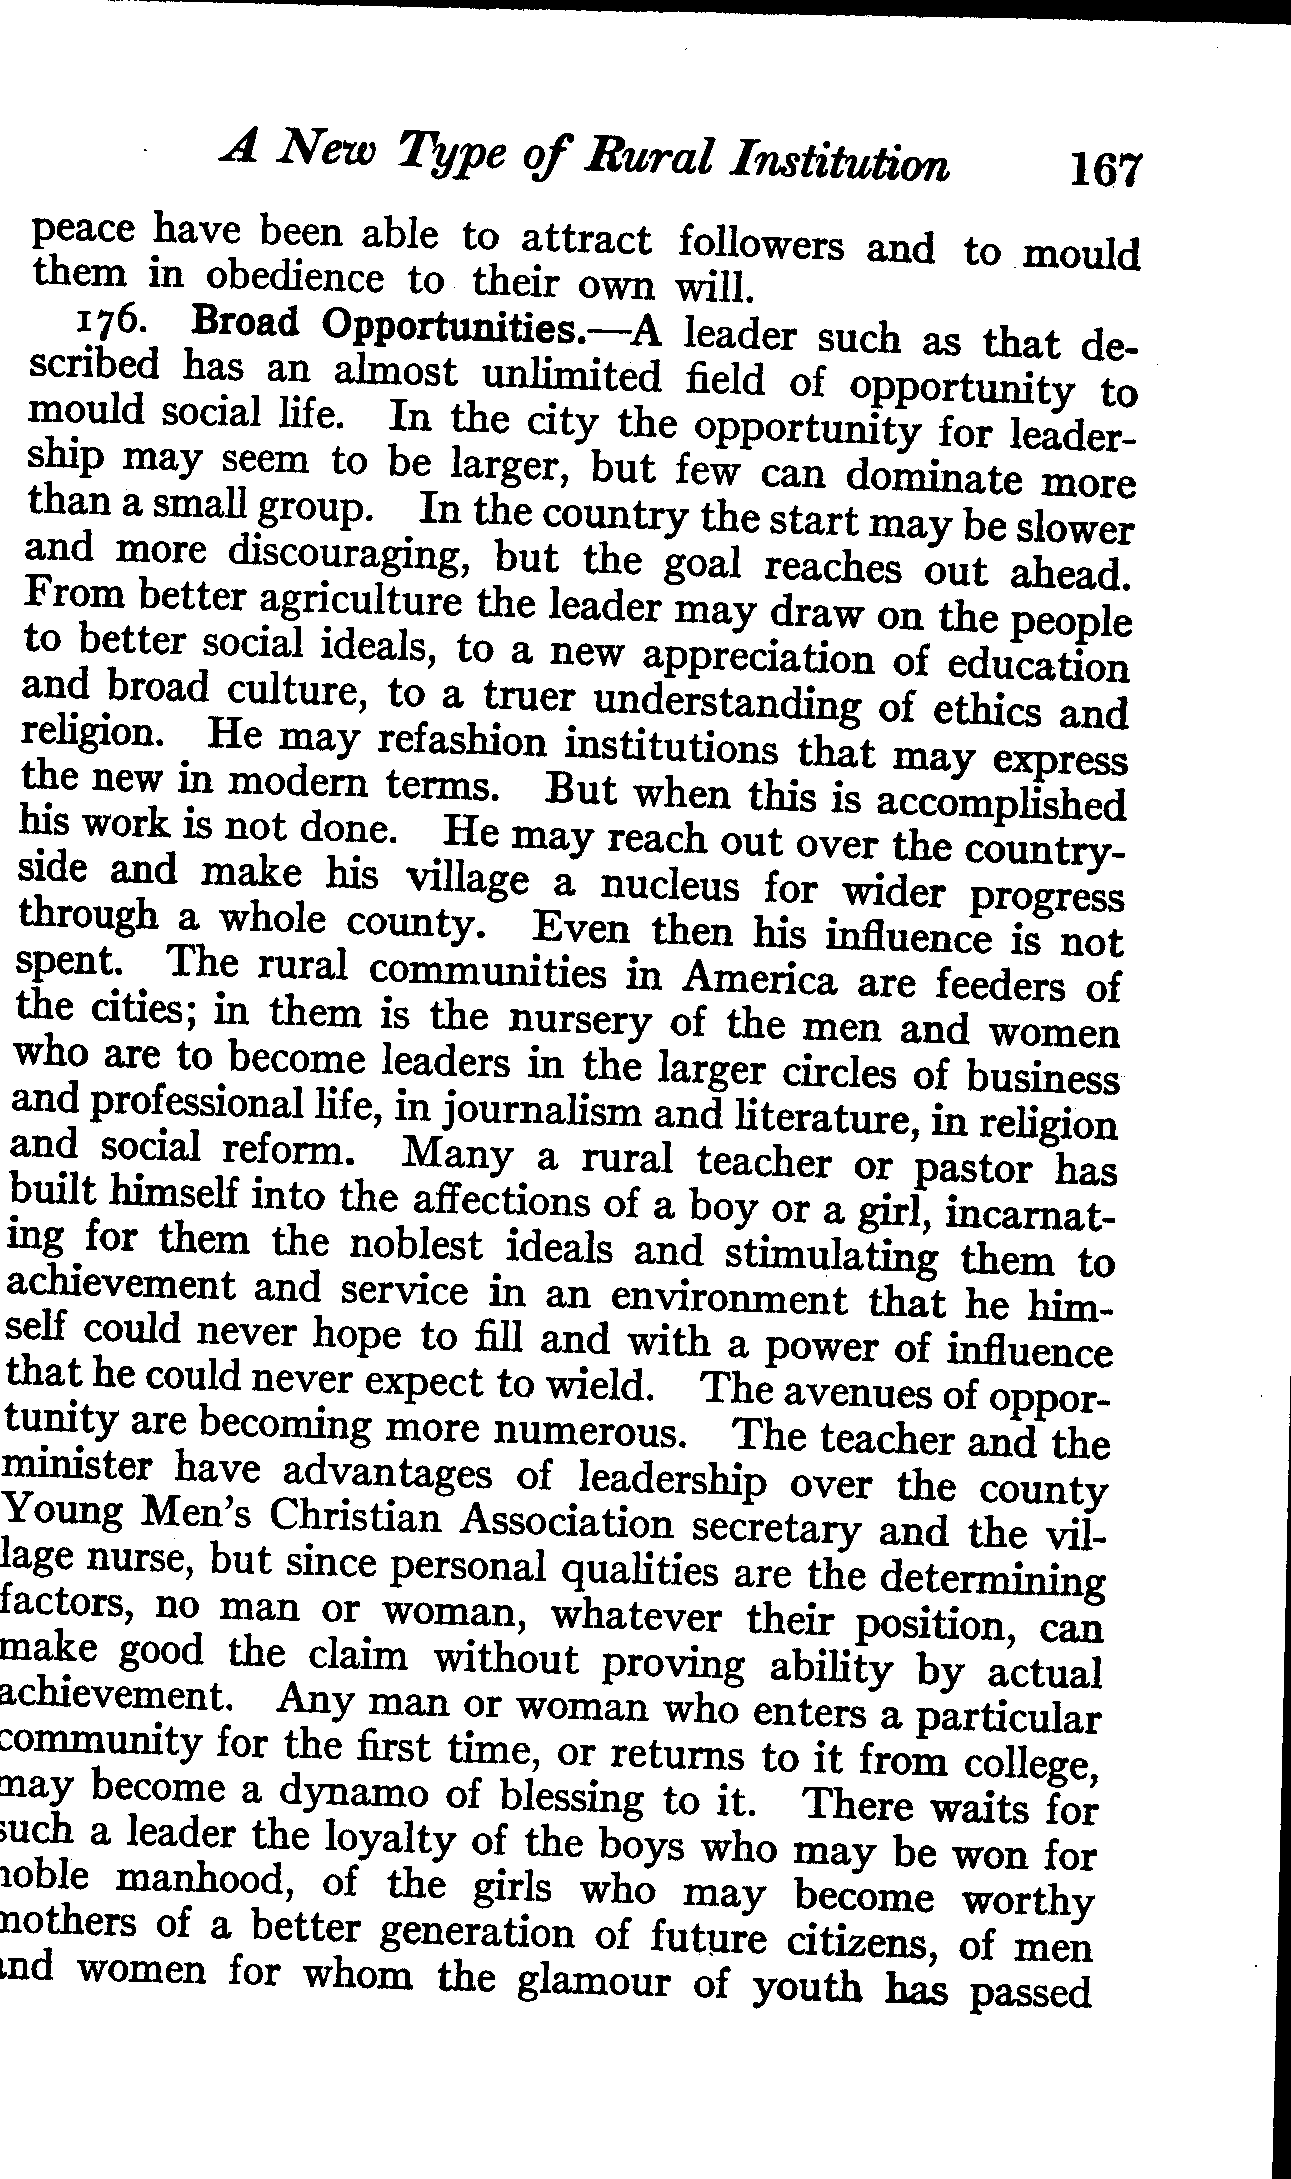 A New Type of Rural Institution 167
peace have been able to attract followers and to mould
them in obedience to their own will.
176. Broad Opportunities.—A leader such as that de-
scribed has an almost unlimited field of opportunity to
mould social life. In the city the opportunity for leader-
ship may seem to be larger, but few can dominate more
than a small group. In the country the start may be slower
and more discouraging, but the goal reaches out ahead.
From better agriculture the leader may draw on the people
to better social ideals, to a new appreciation of education
and broad culture, to a truer understanding of ethics and
religion. He may refashion institutions that may express
the new in modern terms. But when this is accomplished
his work is not done. He may reach out over the country-
side and make his village a nucleus for wider progress
through a whole county. Even then his influence is not
spent. The rural communities in America are feeders of
the cities; in them is the nursery of the men and women
who are to become leaders in the larger circles of business
and professional life, in journalism and literature, in religion
and social reform. Many a rural teacher or pastor has
built himself into the affections of a boy or a girl, incarnat-
ing for them the noblest ideals and stimulating them to
achievement and service in an environment that he him-
self could never hope to fill and with a power of influence
that he could never expect to wield. The avenues of oppor-
tunity are becoming more numerous. The teacher and the
minister have advantages of leadership over the county
Young Men's Christian Association secretary and the vil-
lage nurse, but since personal qualities are the determining
factors, no man or woman, whatever their position, can
make good the claim without proving ability by actual
achievement. Any man or woman who enters a particular
community for the first time, or returns to it from college,
may become a dynamo of blessing to it. There waits for
such a leader the loyalty of the boys who may be won for
noble manhood, of the girls who may become worthy
mothers of a better generation of future citizens, of men
and women for whom the glamour of youth has passed